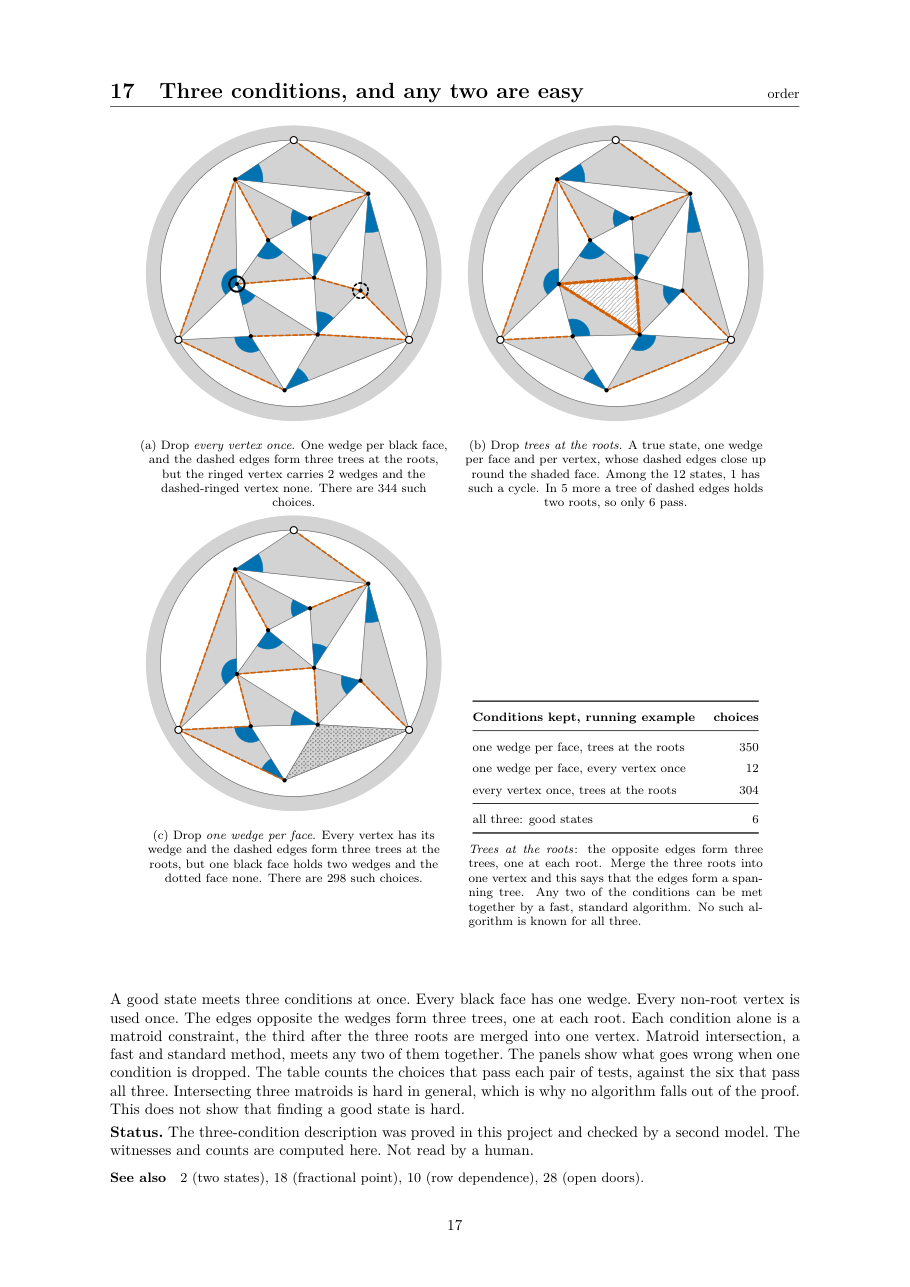 17 Three conditions, and any two are easy order
(a) Drop every vertex once. One wedge per black face,
and the dashed edges form three trees at the roots,
but the ringed vertex carries 2 wedges and the
dashed-ringed vertex none. There are 344 such
choices.
(b) Drop trees at the roots. A true state, one wedge
per face and per vertex, whose dashed edges close up
round the shaded face. Among the 12 states, 1 has
such a cycle. In 5 more a tree of dashed edges holds
two roots, so only 6 pass.
(c) Drop one wedge per face. Every vertex has its
wedge and the dashed edges form three trees at the
roots, but one black face holds two wedges and the
dotted face none. There are 298 such choices.
Conditions kept, running example choices
one wedge per face, trees at the roots 350
one wedge per face, every vertex once 12
every vertex once, trees at the roots 304
all three: good states 6
Trees at the roots: the opposite edges form three
trees, one at each root. Merge the three roots into
one vertex and this says that the edges form a span-
ning tree. Any two of the conditions can be met
together by a fast, standard algorithm. No such al-
gorithm is known for all three.
A good state meets three conditions at once. Every black face has one wedge. Every non-root vertex is
used once. The edges opposite the wedges form three trees, one at each root. Each condition alone is a
matroid constraint, the third after the three roots are merged into one vertex. Matroid intersection, a
fast and standard method, meets any two of them together. The panels show what goes wrong when one
condition is dropped. The table counts the choices that pass each pair of tests, against the six that pass
all three. Intersecting three matroids is hard in general, which is why no algorithm falls out of the proof.
This does not show that finding a good state is hard.
Status. The three-condition description was proved in this project and checked by a second model. The
witnesses and counts are computed here. Not read by a human.
See also 2 (two states), 18 (fractional point), 10 (row dependence), 28 (open doors).
17